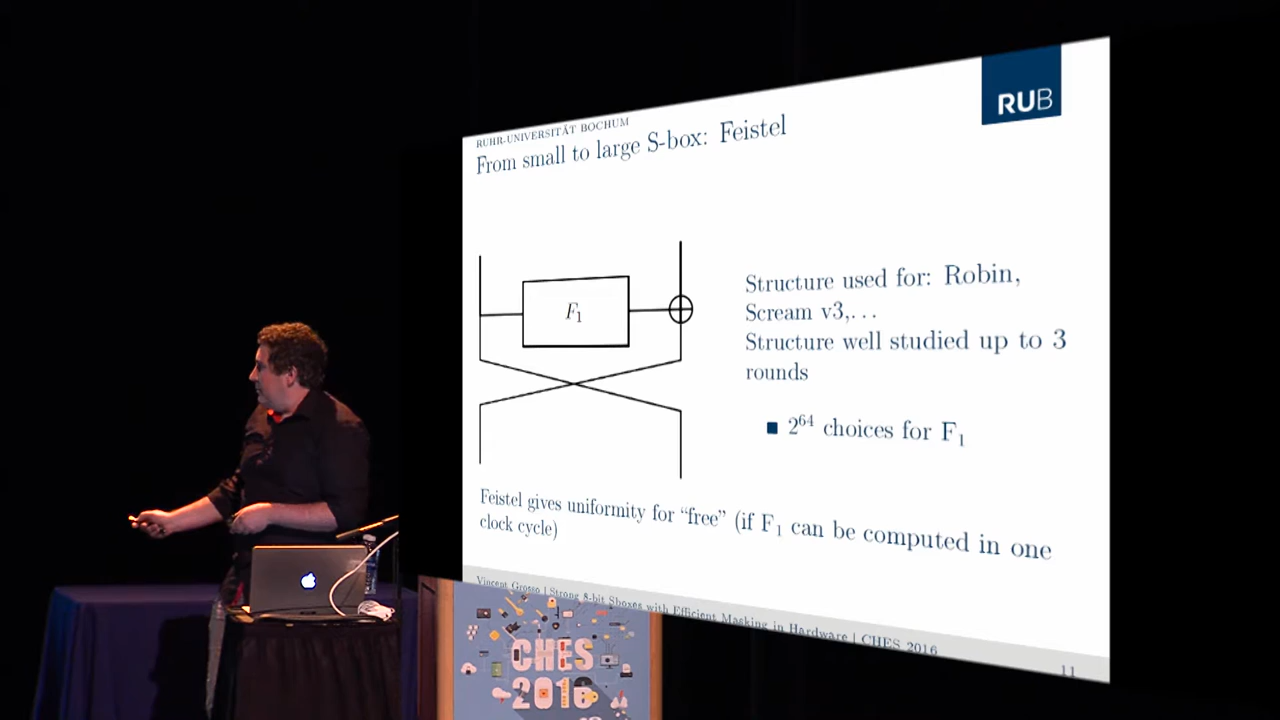 RUB
RUHR-UNIVERSITÄT BOCHUM
From small to large S-box: Feistel
F1
Structure used for: Robin,
Scream v3,...
Structure well studied up to 3
rounds
2^64 choices for F1
Feistel gives uniformity for “free” (if F1 can be computed in one
clock cycle)
Vincent Grosso | Strong 8-bit Sboxes with Efficient Masking in Hardware | CHES 2016
11
CHES
2016